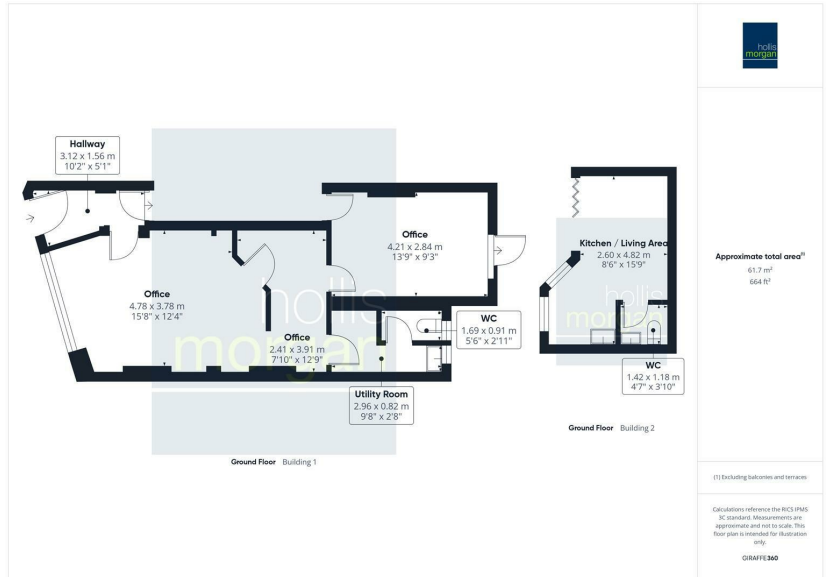 Hallway
3.12 x 1.56 m
10'2" x 5'1"
Office
4.78 x 3.78 m
15'8" x 12'4"
Office
2.41 x 3.91 m
7'10" x 12'9"
Office
4.21 x 2.84 m
13'9" x 9'3"
WC
1.69 x 0.91 m
5'6" x 2'11"
Utility Room
2.96 x 0.82 m
9'8" x 2'8"
hollis
morgan
Ground Floor Building 1
Kitchen / Living Area
2.60 x 4.82 m
8'6" x 15'9"
hollis
morgan
WC
1.42 x 1.18 m
4'7" x 3'10"
Ground Floor Building 2
hollis
morgan
Approximate total area(1)
61.7 m²
664 ft²
(1) Excluding balconies and terraces
Calculations reference the RICS IPMS
3C standard. Measurements are
approximate and not to scale. This
floor plan is intended for illustration
only.
GIRAFFE360